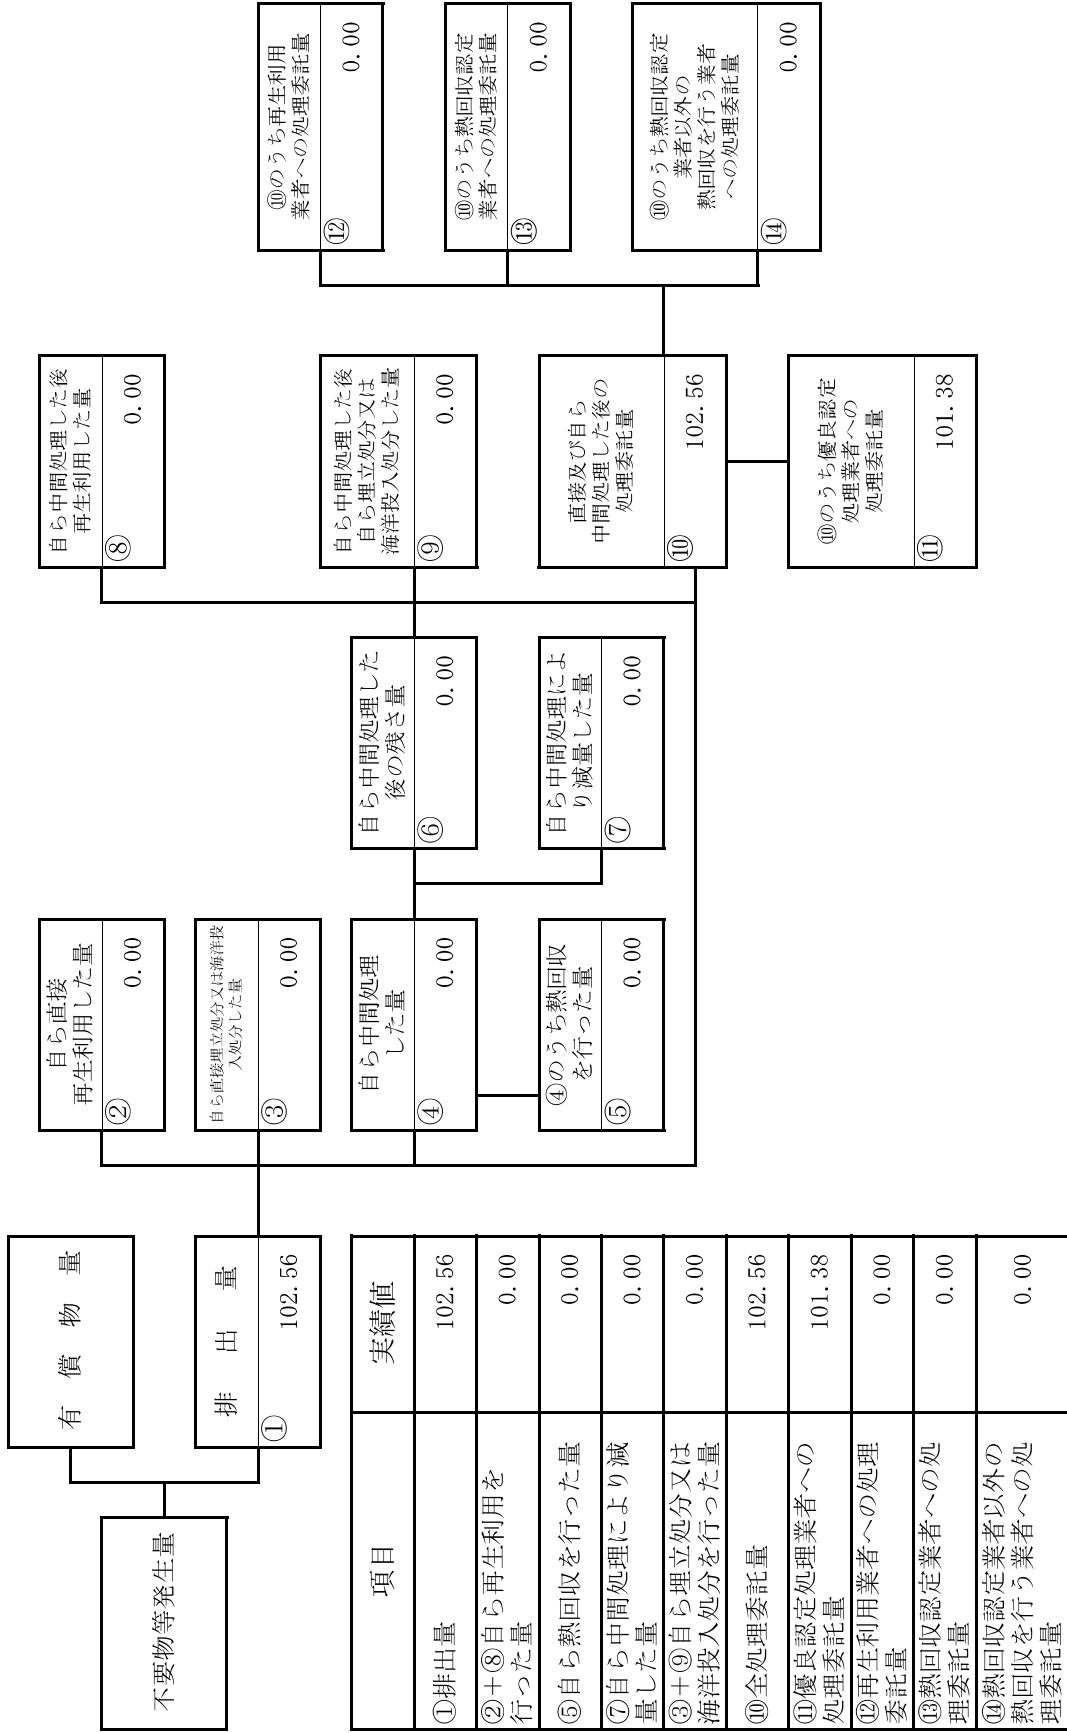 不要物等発生量
有償物量
排出量
①
102.56
自ら直接
再生利用した量
②
0.00
自ら直接埋立処分又は海洋投
入処分した量
③
0.00
自ら中間処理
した量
④
0.00
④のうち熱回収
を行った量
⑤
0.00
自ら中間処理した
後の残さ量
⑥
0.00
自ら中間処理によ
り減量した量
⑦
0.00
自ら中間処理した後
再生利用した量
⑧
0.00
自ら中間処理した後
自ら埋立処分又は
海洋投入処分した量
⑨
0.00
直接及び自ら
中間処理した後の
処理委託量
⑩
102.56
⑩のうち優良認定
処理業者への
処理委託量
⑪
101.38
⑩のうち再生利用
業者への処理委託量
⑫
0.00
⑩のうち熱回収認定
業者への処理委託量
⑬
0.00
⑩のうち熱回収認定
業者以外の
熱回収を行う業者
への処理委託量
⑭
0.00
項目 実績値
①排出量 102.56
②＋⑧自ら再生利用を
行った量 0.00
⑤自ら熱回収を行った量 0.00
⑦自ら中間処理により減
量した量 0.00
③＋⑨自ら埋立処分又は
海洋投入処分を行った量 0.00
⑩全処理委託量 102.56
⑪優良認定処理業者への
処理委託量 101.38
⑫再生利用業者への処理
委託量 0.00
⑬熱回収認定業者への処
理委託量 0.00
⑭熱回収認定業者以外の
熱回収を行う業者への処
理委託量 0.00